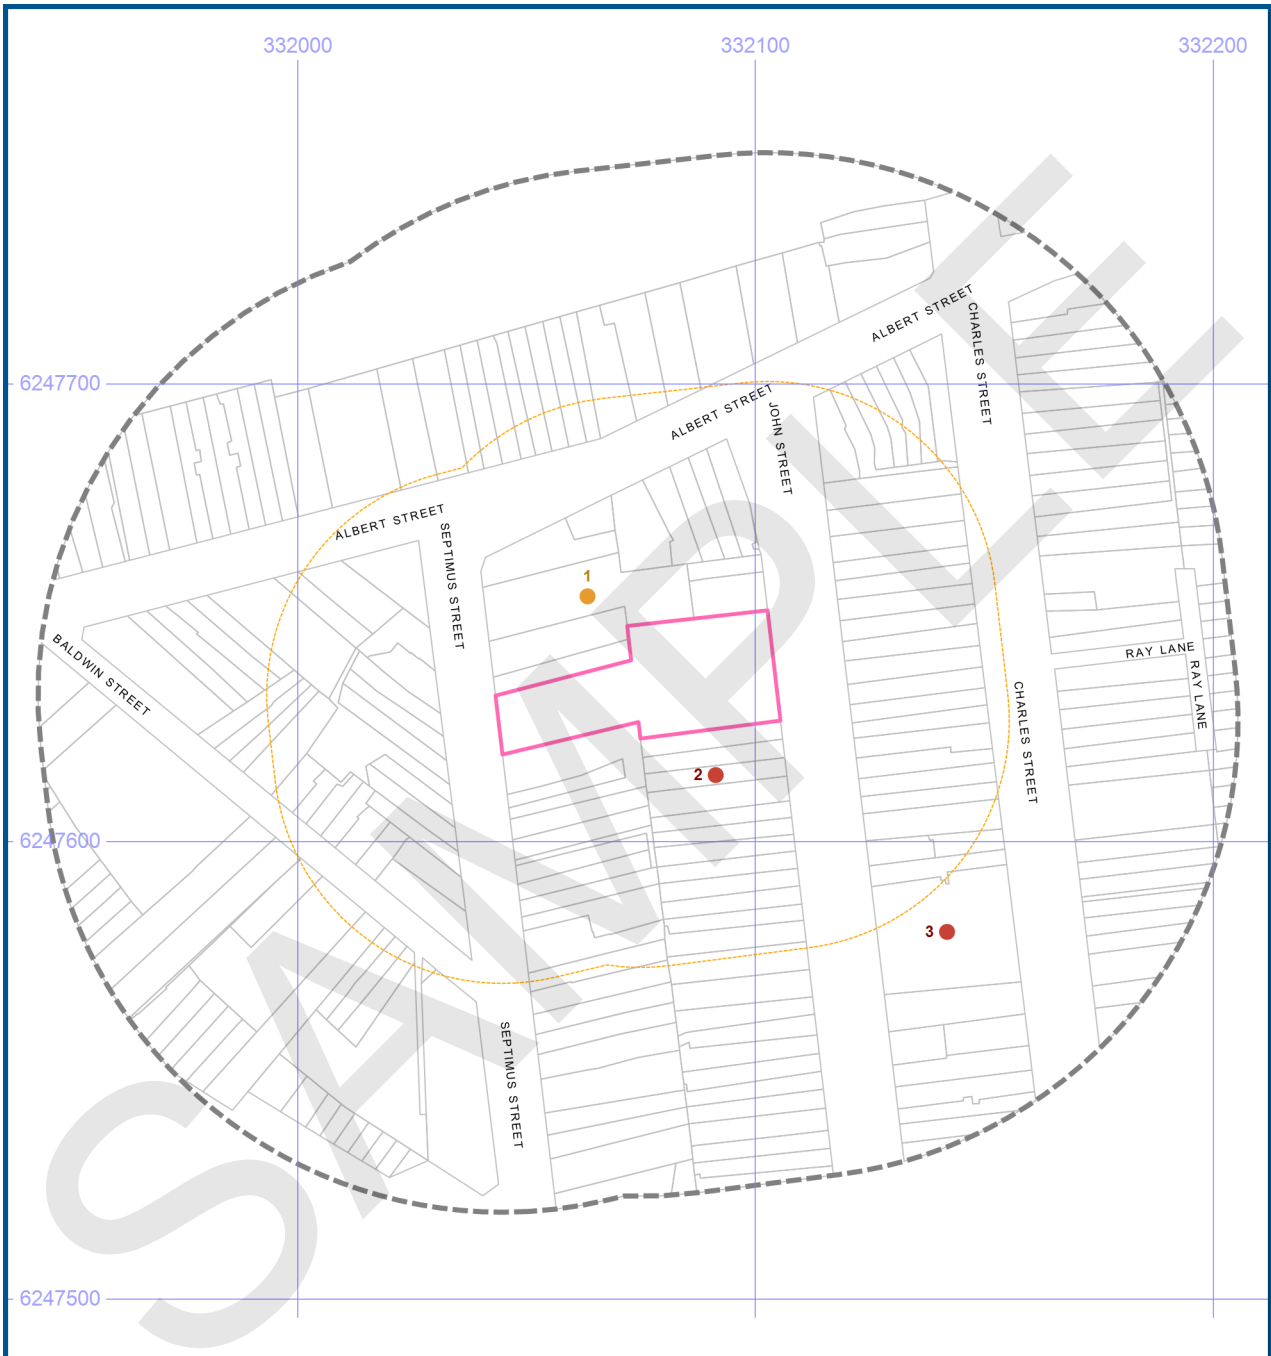 332000
332100
332200
ALBERT STREET
CHARLES STREET
6247700
ALBERT STREET
JOHN STREET
ALBERT STREET
SEPTIMUS STREET
1
BALDWIN STREET
RAY LANE
RAY LANE
CHARLES STREET
2
6247600
3
SEPTIMUS STREET
6247500
SAMPLE